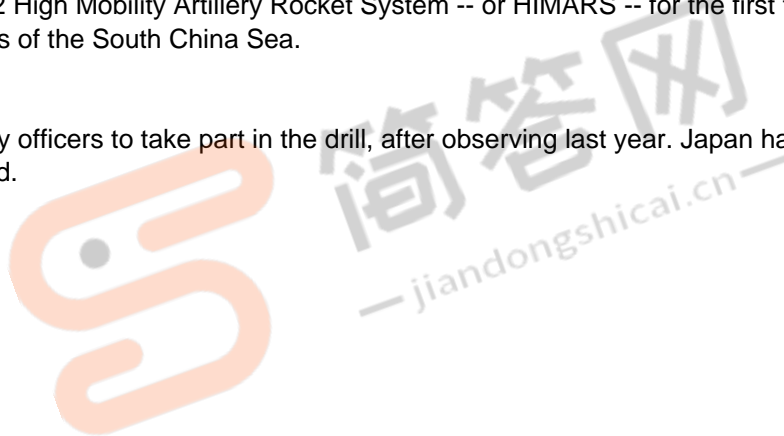 High Mobility Artillery Rocket System -- or HIMARS -- for the first
s of the South China Sea.
y officers to take part in the drill, after observing last year. Japan ha
d.
简答网
jiandongshicai.cn